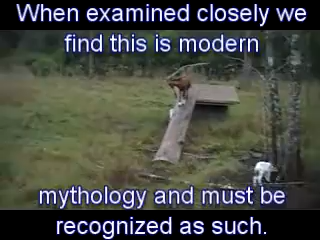 When examined closely we
find this is modern
mythology and must be
recognized as such.